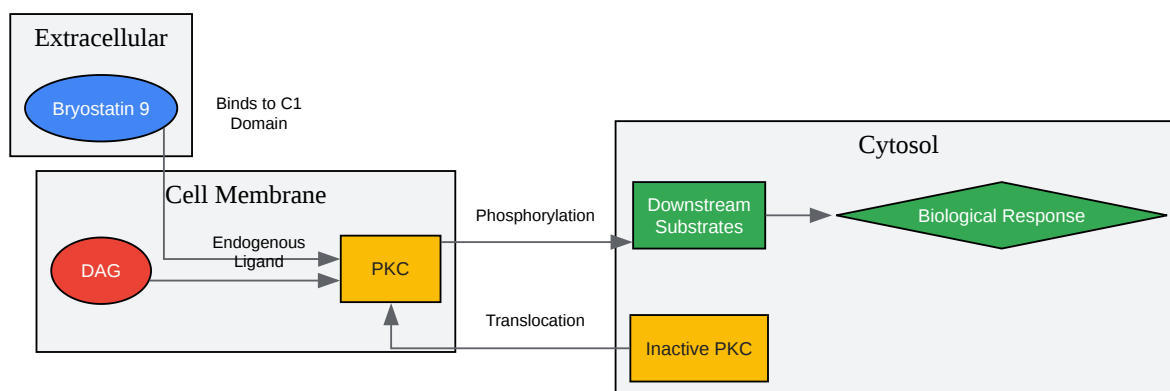 Extracellular
Bryostatin 9
Binds to C1
Domain
Cell Membrane
Endogenous
Ligand
DAG
PKC
Phosphorylation
Translocation
Cytosol
Downstream
Substrates
Biological Response
Inactive PKC